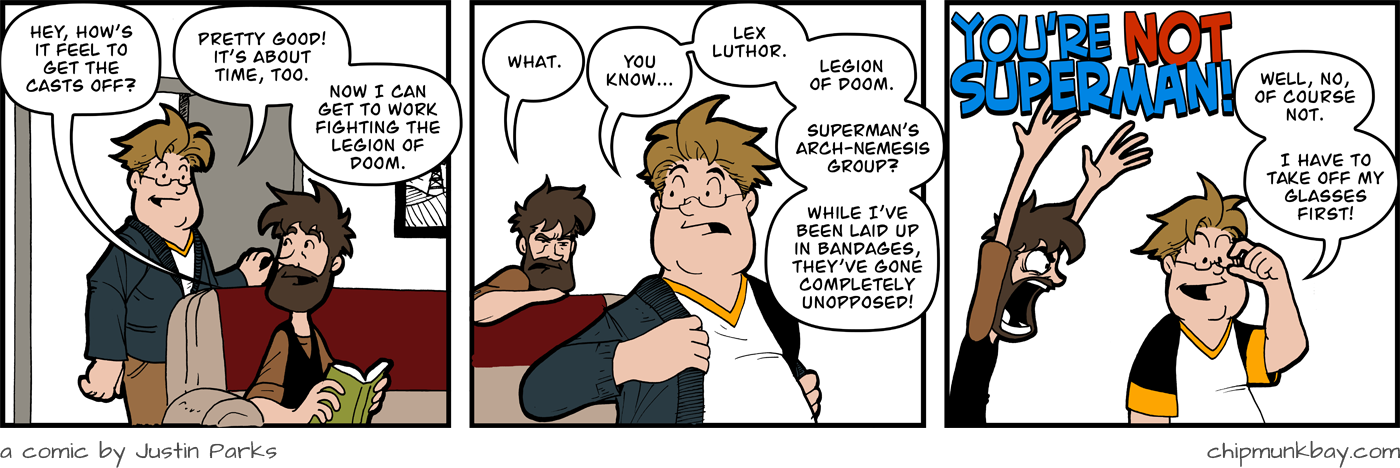 HEY, HOW'S
IT FEEL TO
GET THE
CASTS OFF?
PRETTY GOOD!
IT'S ABOUT
TIME, TOO.
NOW I CAN
GET TO WORK
FIGHTING THE
LEGION OF
DOOM.
WHAT.
YOU
KNOW...
LEX
LUTHOR.
LEGION
OF DOOM.
SUPERMAN'S
ARCH-NEMESIS
GROUP?
WHILE I'VE
BEEN LAID UP
IN BANDAGES,
THEY'VE GONE
COMPLETELY
UNOPPOSED!
YOU'RE NOT
SUPERMAN!
WELL, NO,
OF COURSE
NOT.
I HAVE TO
TAKE OFF MY
GLASSES
FIRST!
a comic by Justin Parks
chipmunkbay.com